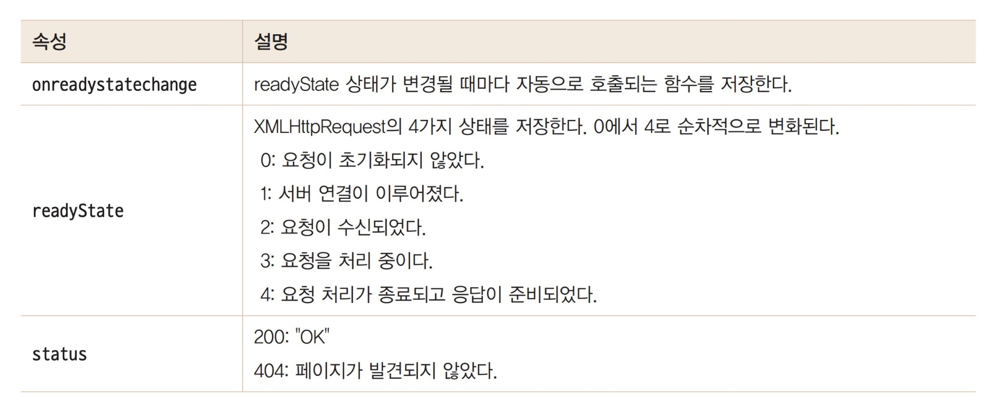 속성 설명
onreadystatechange readyState 상태가 변경될 때마다 자동으로 호출되는 함수를 저장한다.
XMLHttpRequest의 4가지 상태를 저장한다. 0에서 4로 순차적으로 변화된다.
0: 요청이 초기화되지 않았다.
1: 서버 연결이 이루어졌다.
readyState
2: 요청이 수신되었다.
3: 요청을 처리 중이다.
4: 요청 처리가 종료되고 응답이 준비되었다.
200: "OK"
status
404: 페이지가 발견되지 않았다.